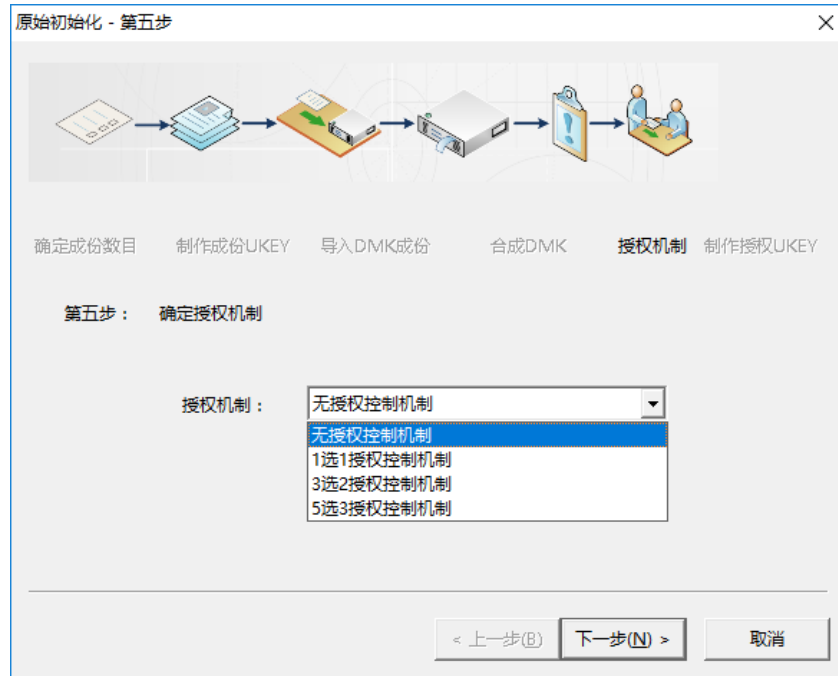 原始初始化 - 第五步
确定成份数目 制作成份UKEY 导入DMK成份 合成DMK 授权机制 制作授权UKEY
第五步： 确定授权机制
授权机制： 无授权控制机制
无授权控制机制
1选1授权控制机制
3选2授权控制机制
5选3授权控制机制
< 上一步(B) 下一步(N) > 取消